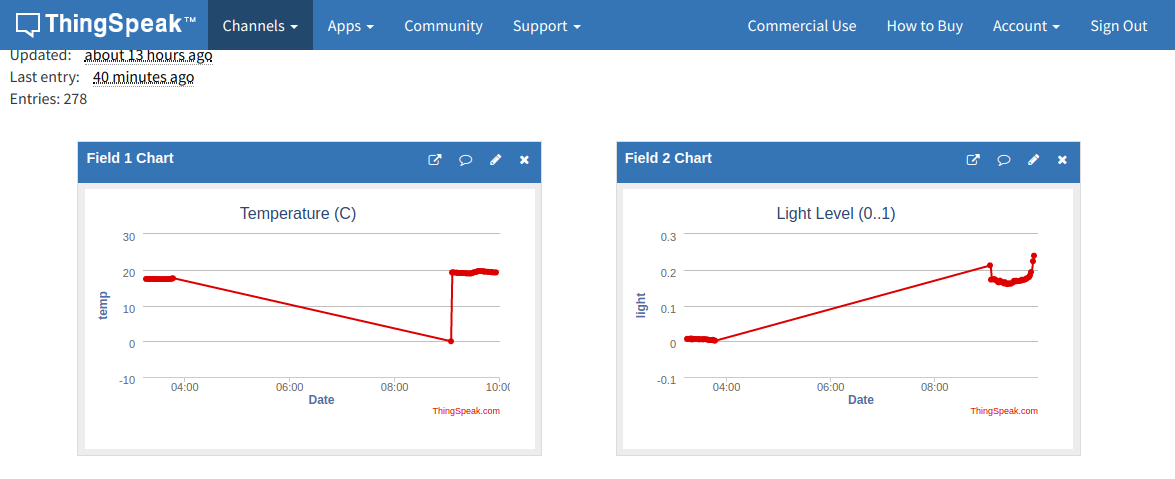 ThingSpeak™ Channels Apps Community Support Commercial Use How to Buy Account Sign Out
Updated: about 13 hours ago
Last entry: 40 minutes ago
Entries: 278
Field 1 Chart
Temperature (C)
30
20
10
0
-10
temp
04:00 06:00 08:00 10:00
Date
ThingSpeak.com
Field 2 Chart
Light Level (0..1)
0.3
0.2
0.1
0
-0.1
light
04:00 06:00 08:00
Date
ThingSpeak.com